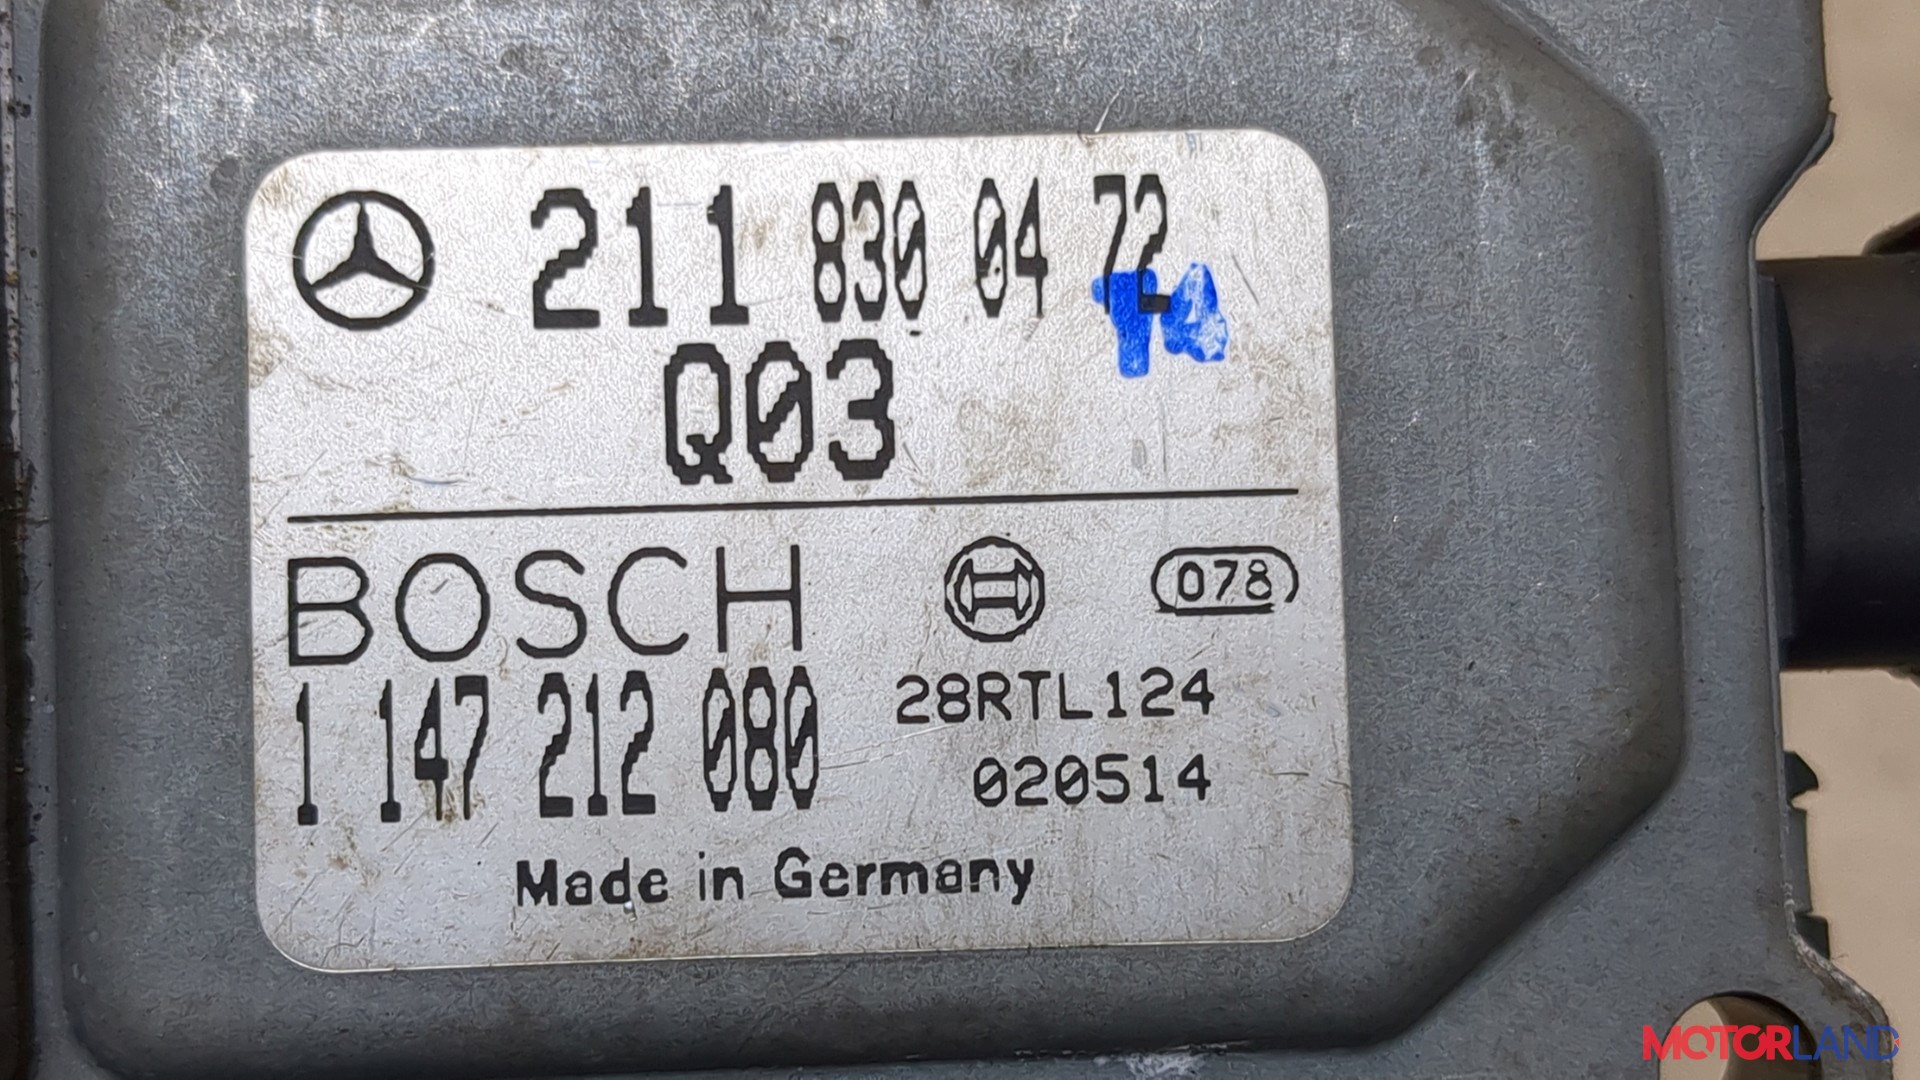 211 830 04 72
Q03
BOSCH 078
1 147 212 080 28RTL124
020514
Made in Germany
MOTORLAND